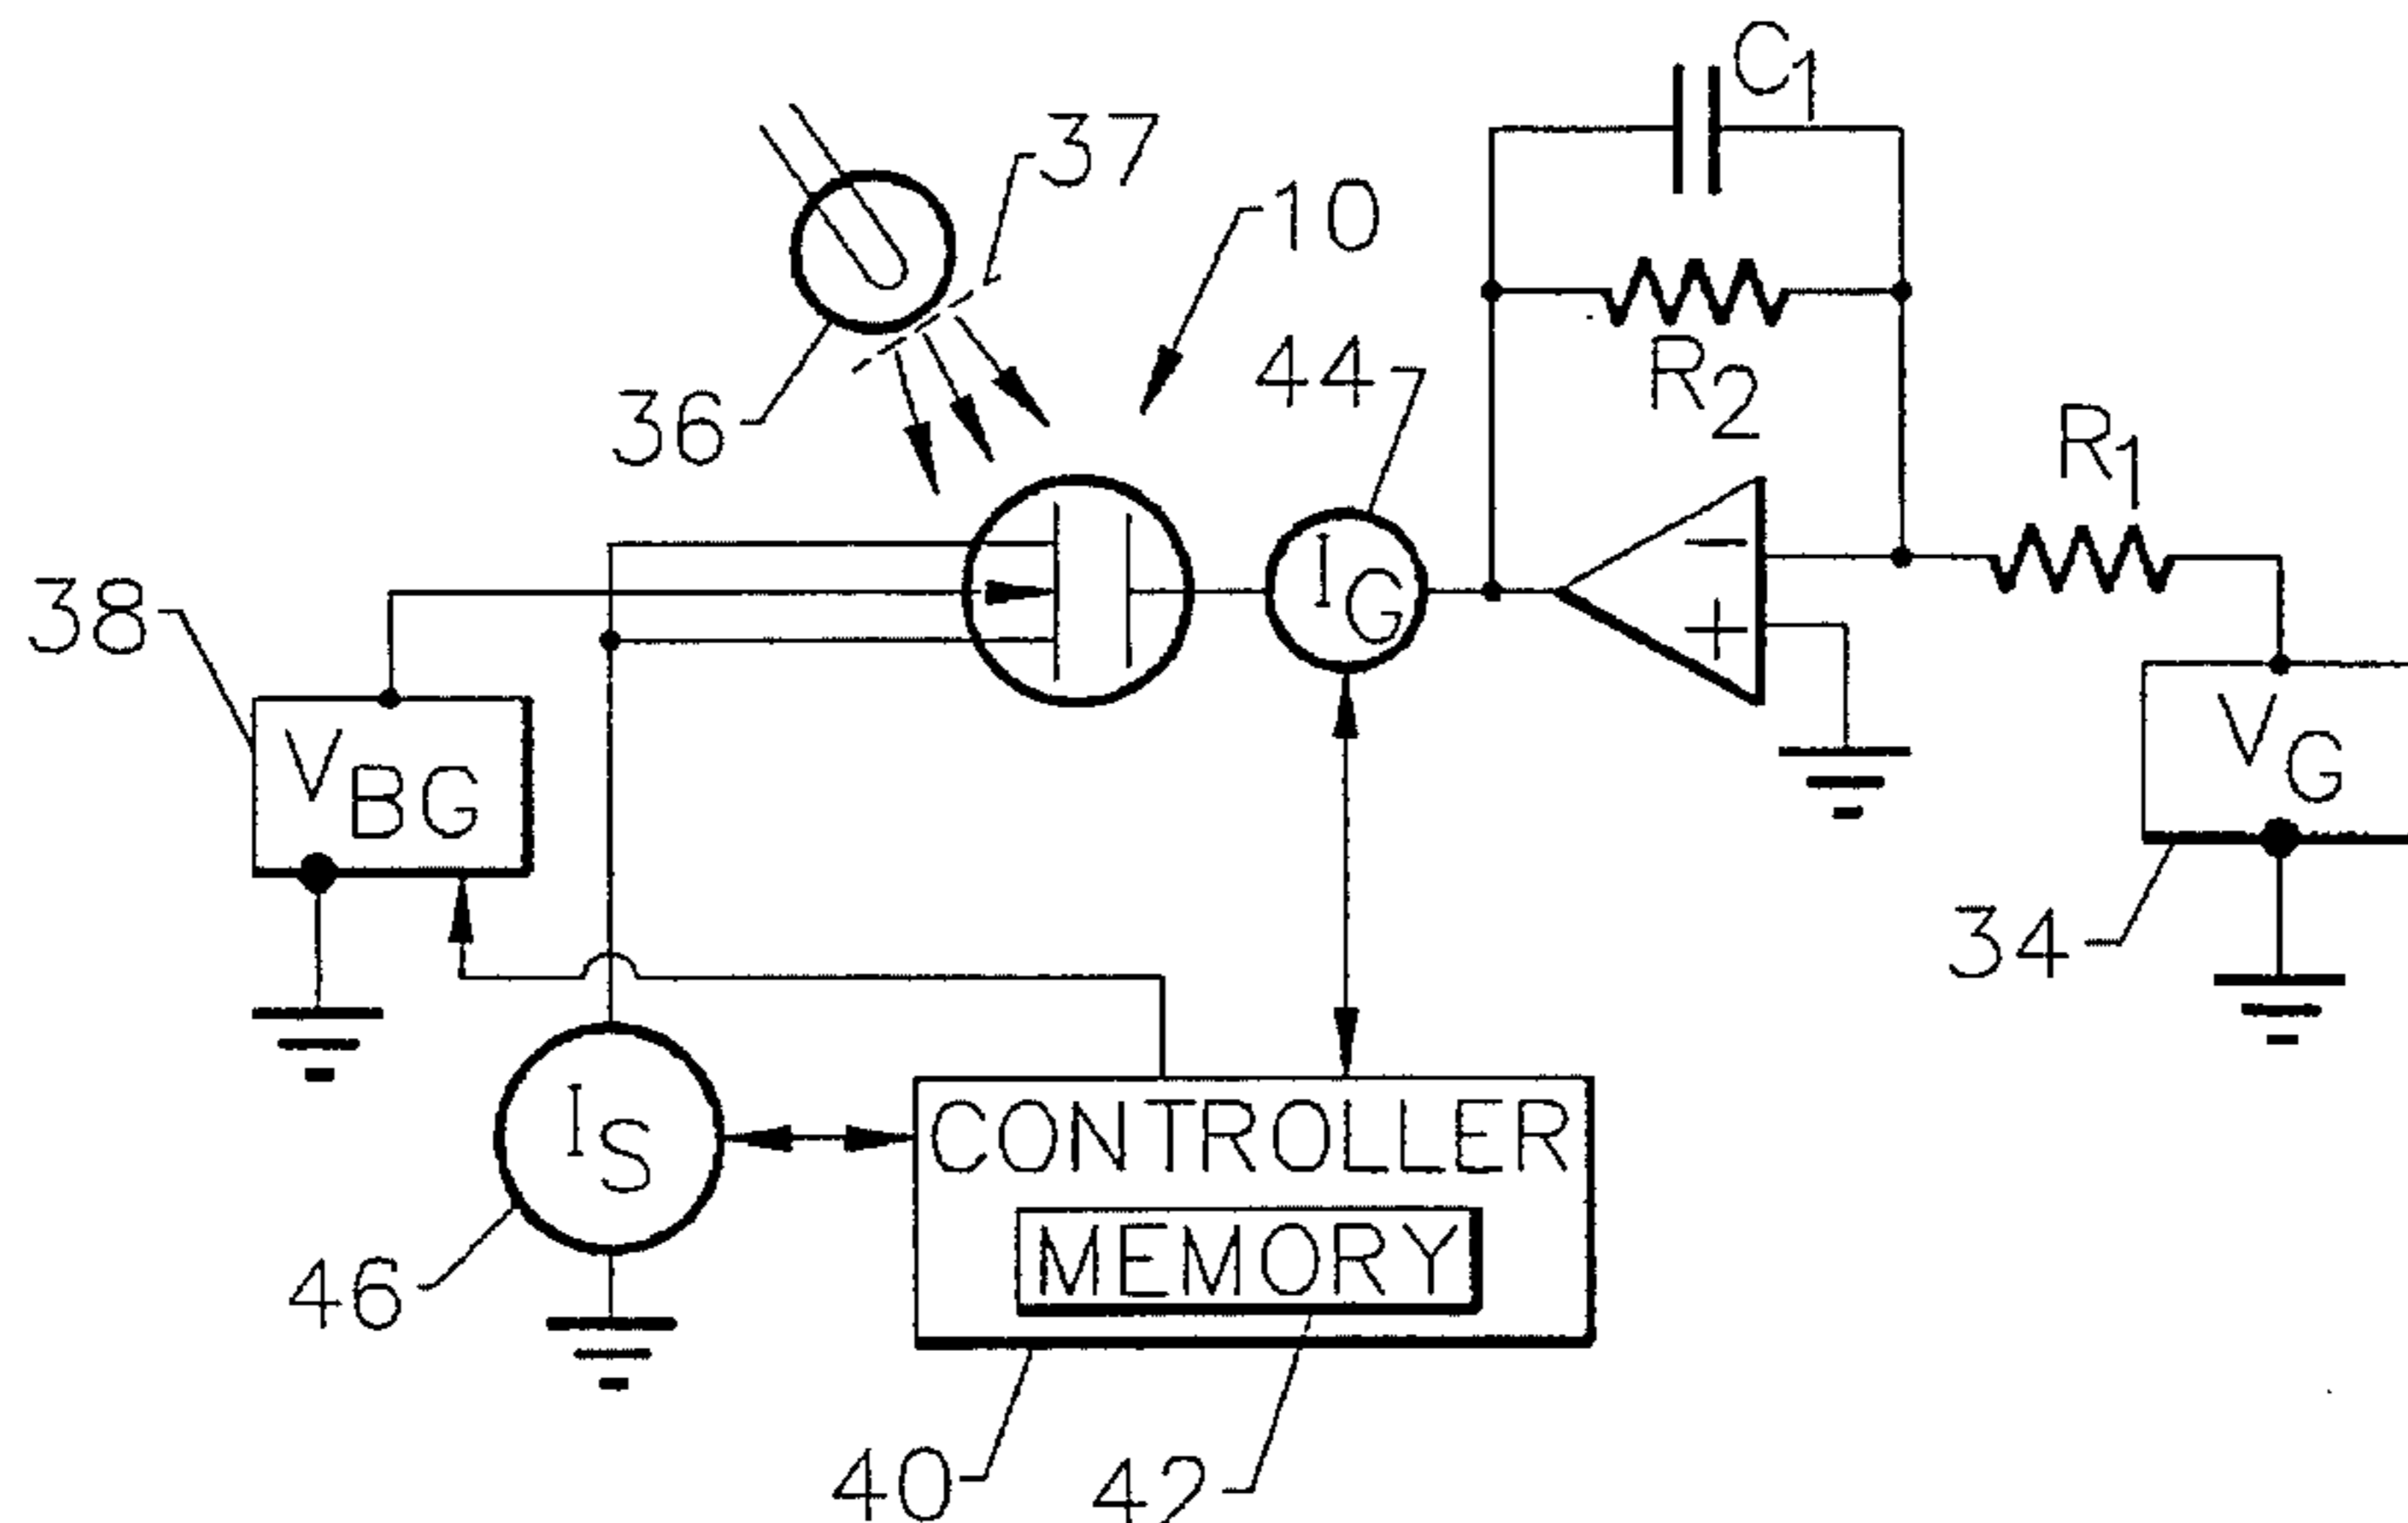 C1
37
10
R2
44
36
R1
IG
−
+
38
VBG
VG
34
IS
CONTROLLER
MEMORY
46
40
42